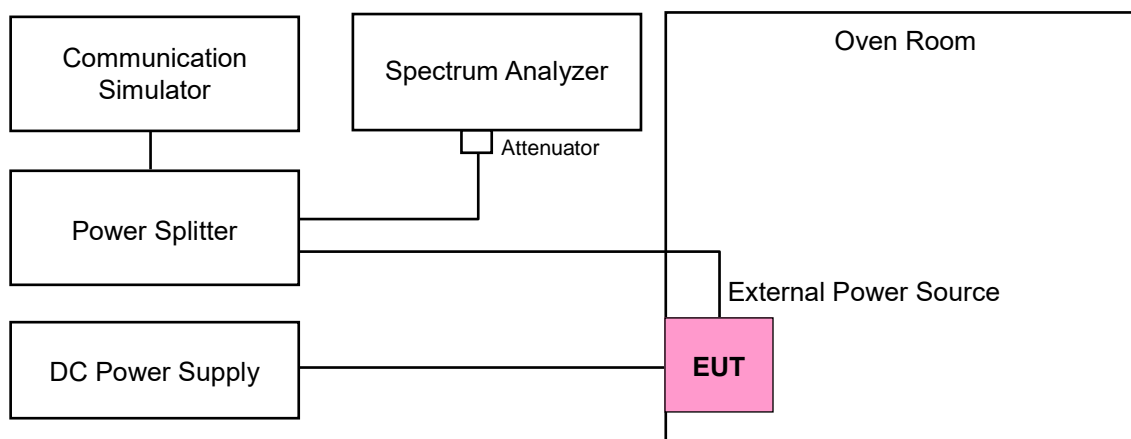 Communication
Simulator
Spectrum Analyzer
Oven Room
Attenuator
Power Splitter
External Power Source
DC Power Supply
EUT